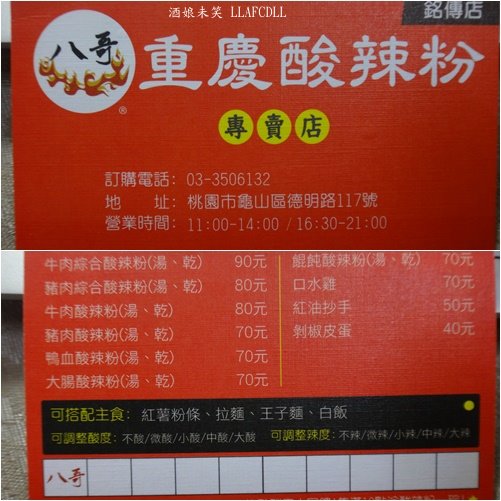 酒娘未笑 LLAFCDLL
銘傳店
八哥
®
重慶酸辣粉
專賣店
訂購電話: 03-3506132
地 址: 桃園市龜山區德明路117號
營業時間: 11:00-14:00 / 16:30-21:00
牛肉綜合酸辣粉(湯、乾) 90元
豬肉綜合酸辣粉(湯、乾) 80元
牛肉酸辣粉(湯、乾) 80元
豬肉酸辣粉(湯、乾) 70元
鴨血酸辣粉(湯、乾) 70元
大腸酸辣粉(湯、乾) 70元
餛飩酸辣粉(湯、乾) 70元
口水雞 70元
紅油抄手 50元
剝椒皮蛋 40元
可搭配主食: 紅薯粉條、拉麵、王子麵、白飯
可調整酸度: 不酸/微酸/小酸/中酸/大酸 可調整辣度: 不辣/微辣/小辣/中辣/大辣
八哥